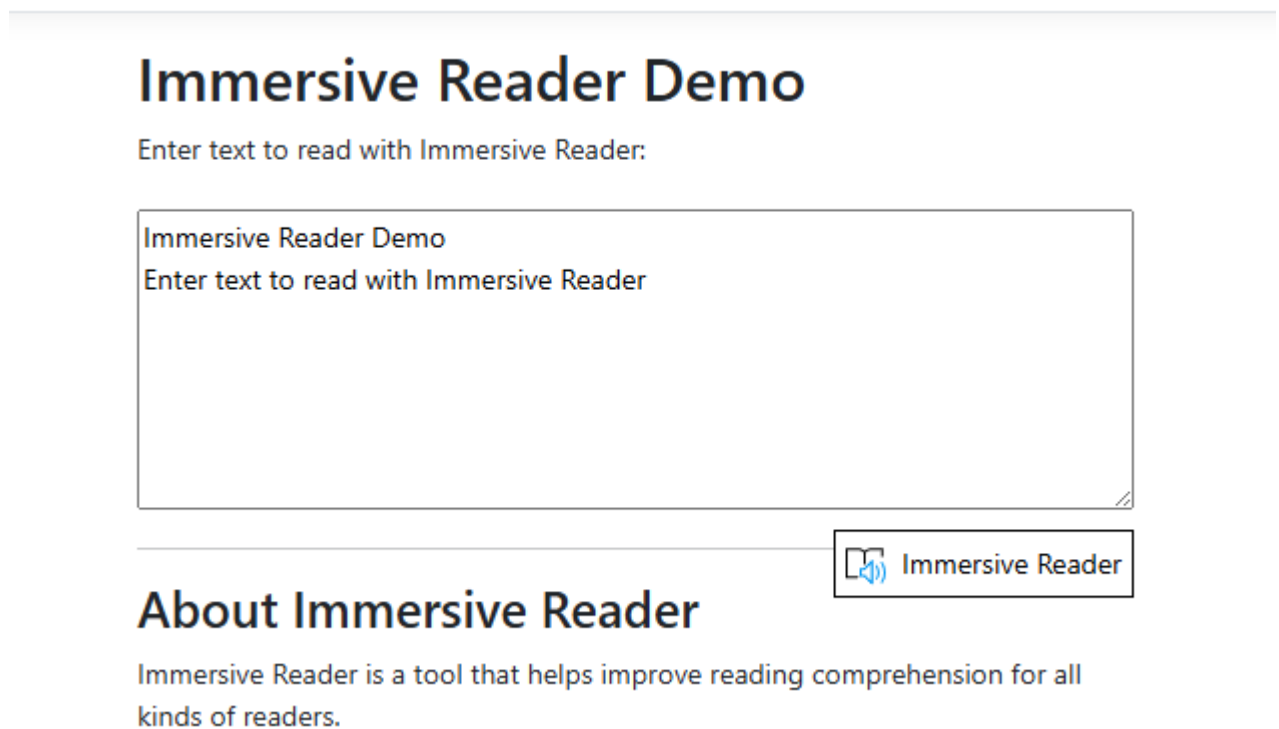 Immersive Reader Demo
Enter text to read with Immersive Reader:
Immersive Reader Demo
Enter text to read with Immersive Reader
Immersive Reader
About Immersive Reader
Immersive Reader is a tool that helps improve reading comprehension for all
kinds of readers.